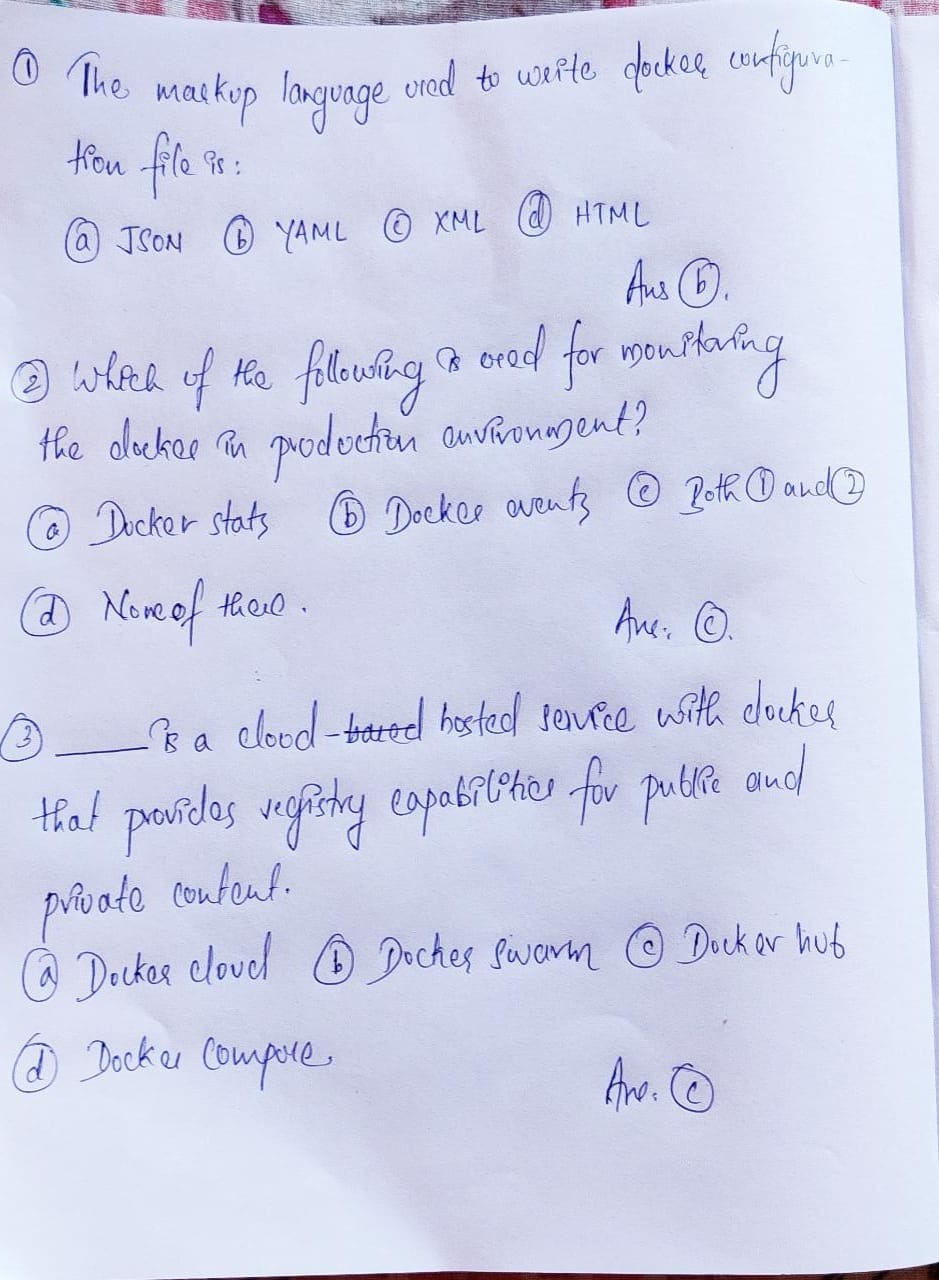 ① The markup language used to write docker configura-
tion file is:
ⓐ JSON ⓑ YAML ⓒ XML ⓓ HTML
Ans ⓑ.
② Which of the following is used for monitoring
the docker in production environment?
ⓐ Docker stats ⓑ Docker events ⓒ Both ① and ②
ⓓ None of these.
Ans: ⓒ.
③ ____ is a cloud-based hosted service with docker
that provides registry capabilities for public and
private content.
ⓐ Docker cloud ⓑ Docker swarm ⓒ Docker hub
ⓓ Docker Compose.
Ans: ⓒ